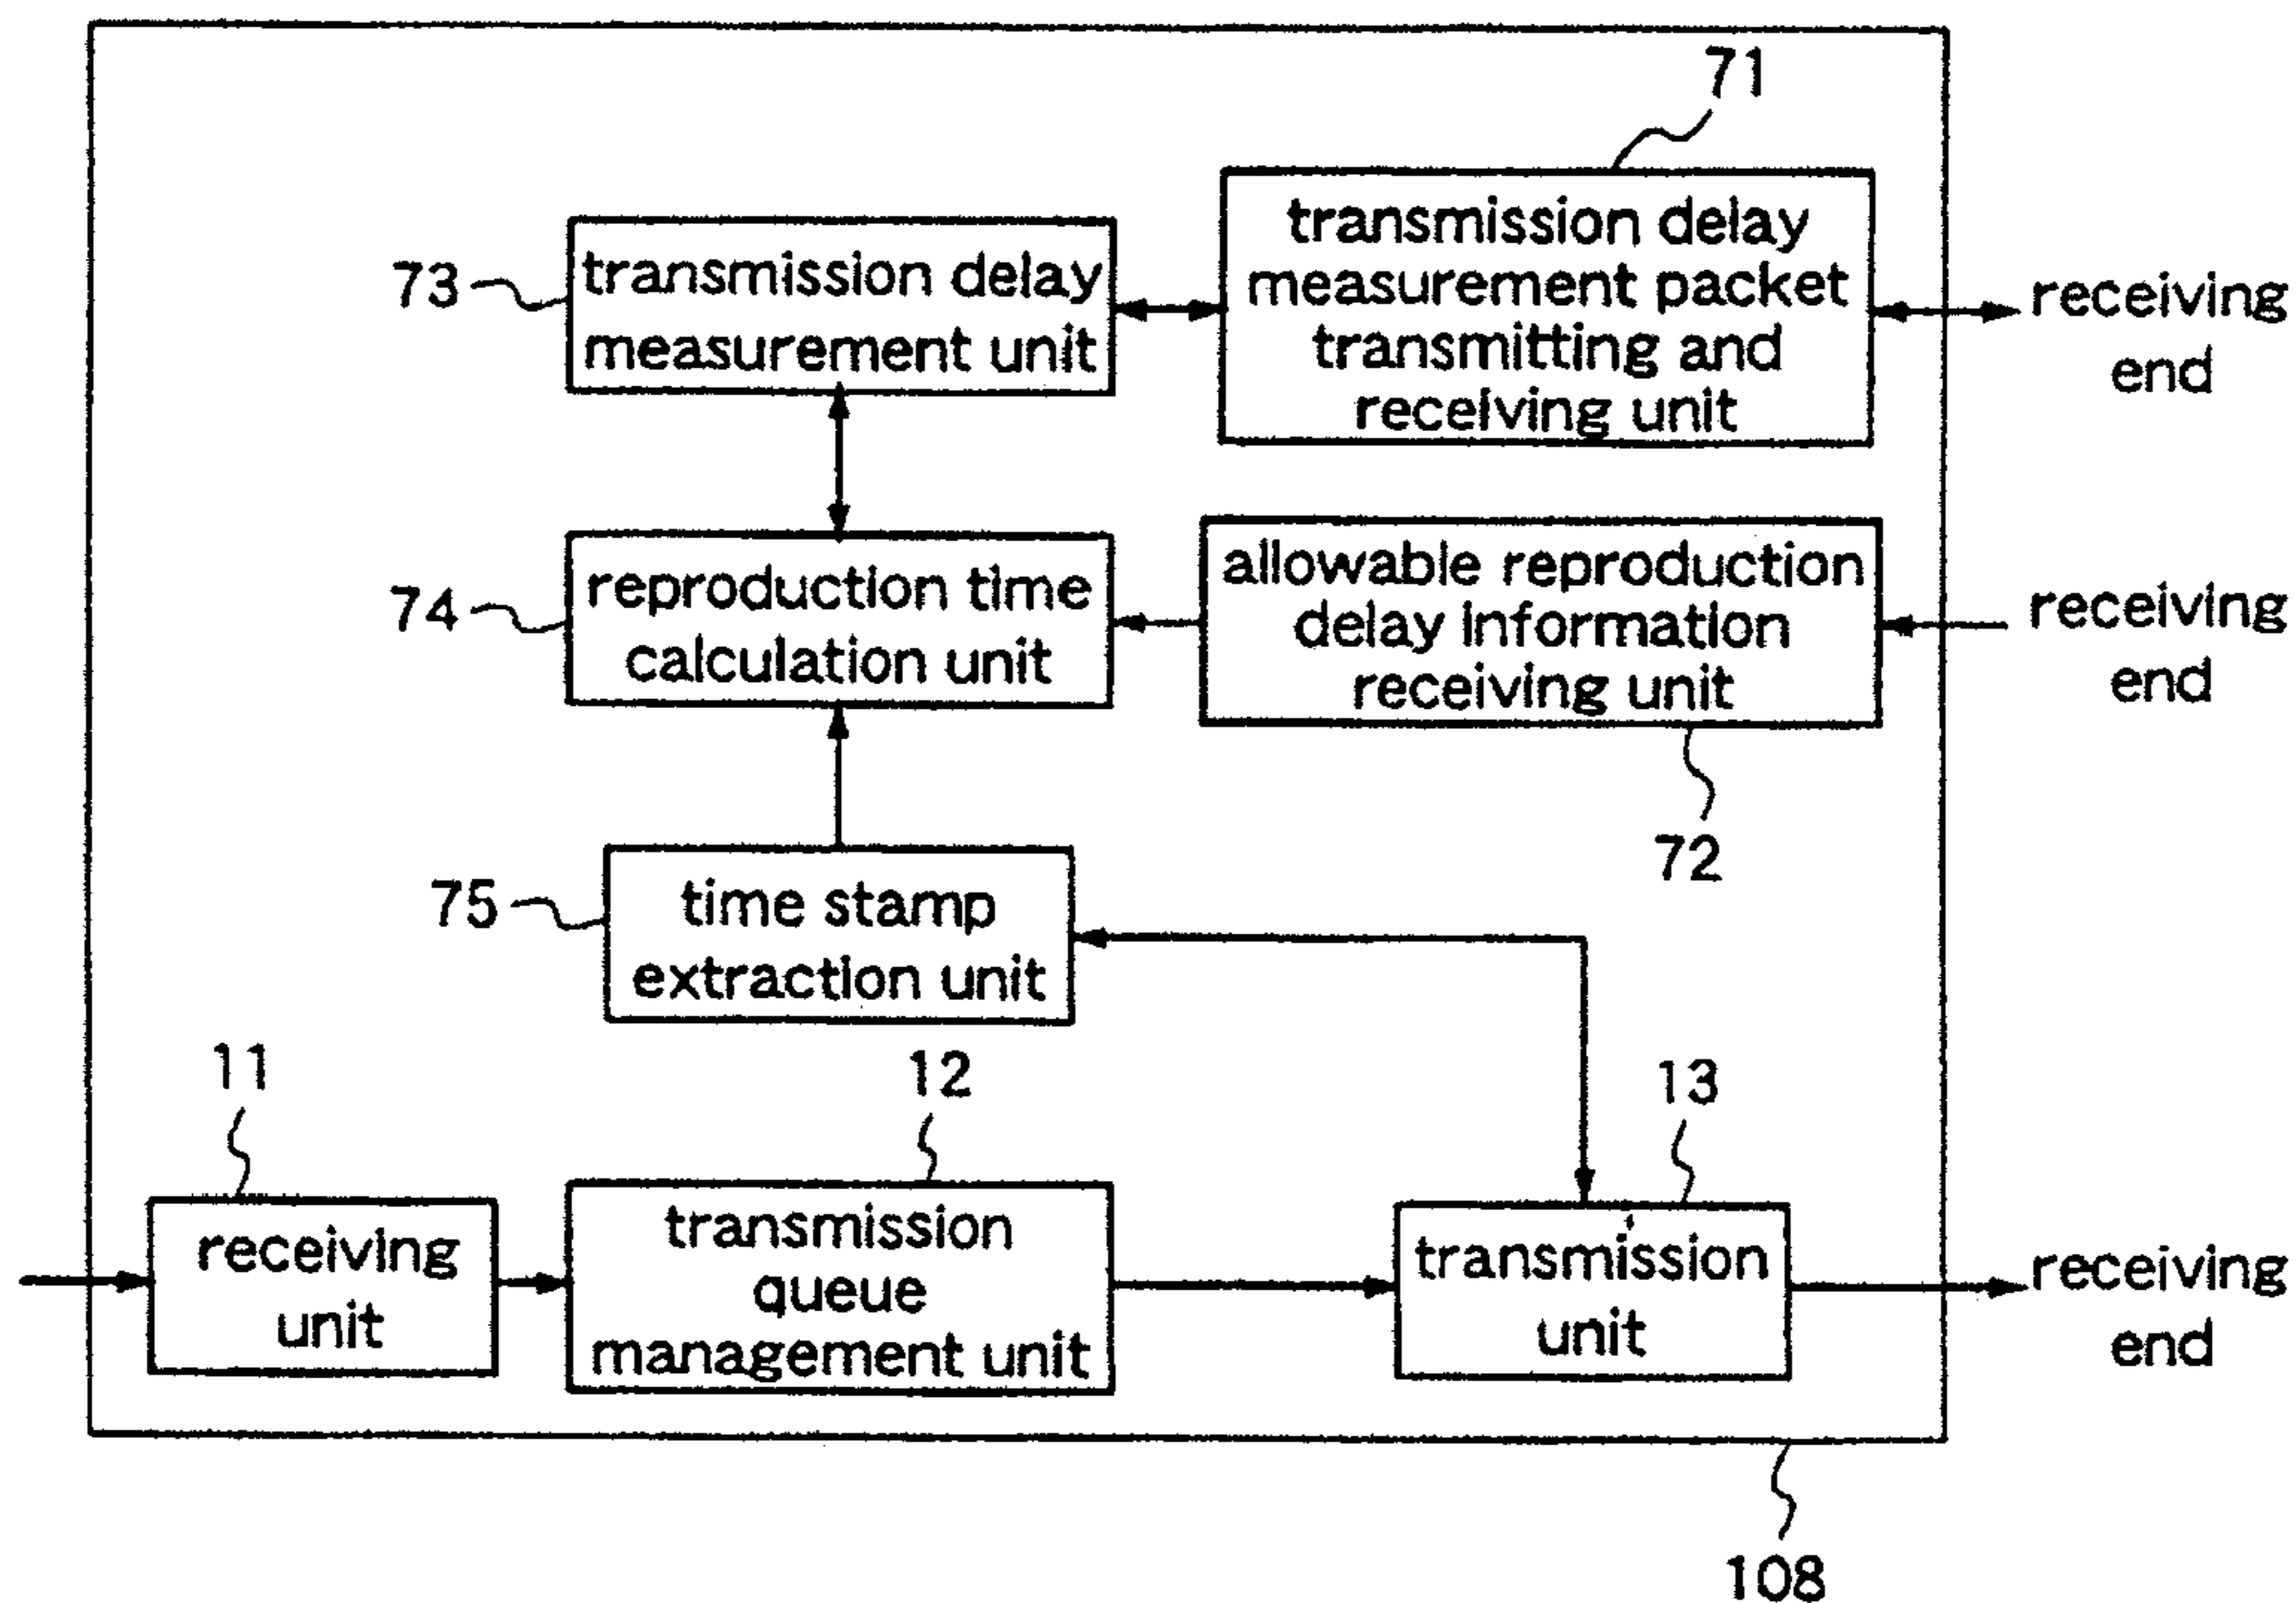 71
transmission delay
measurement packet
transmitting and
receiving unit
73
transmission delay
measurement unit
receiving
end
74
reproduction time
calculation unit
allowable reproduction
delay information
receiving unit
receiving
end
72
75
time stamp
extraction unit
11
12
13
receiving
unit
transmission
queue
management unit
transmission
unit
receiving
end
108